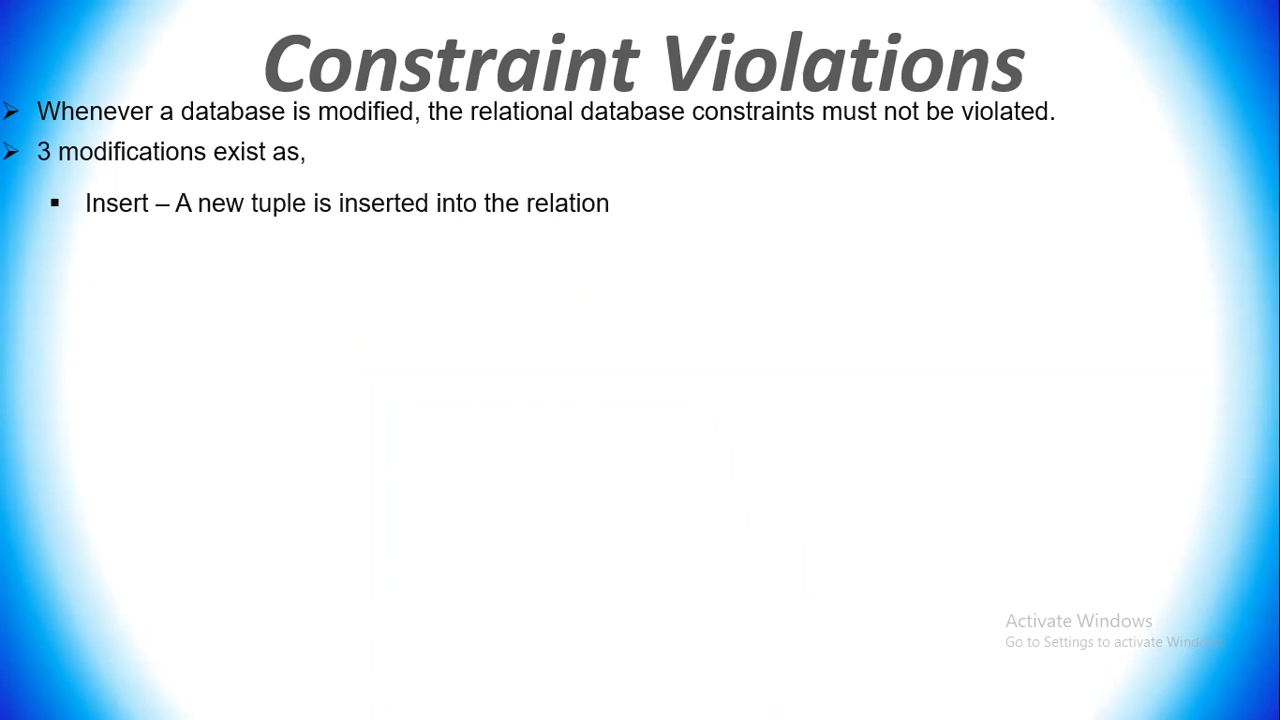 Constraint Violations
➢ Whenever a database is modified, the relational database constraints must not be violated.
➢ 3 modifications exist as,
▪ Insert – A new tuple is inserted into the relation
Activate Windows
Go to Settings to activate Windows.